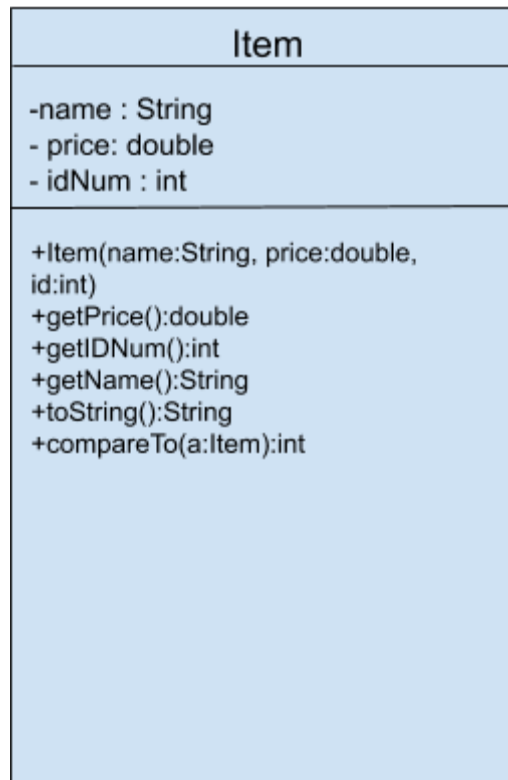 Item
-name : String
- price: double
- idNum : int
+Item(name:String, price:double,
id:int)
+getPrice():double
+getIDNum():int
+getName():String
+toString():String
+compareTo(a:Item):int